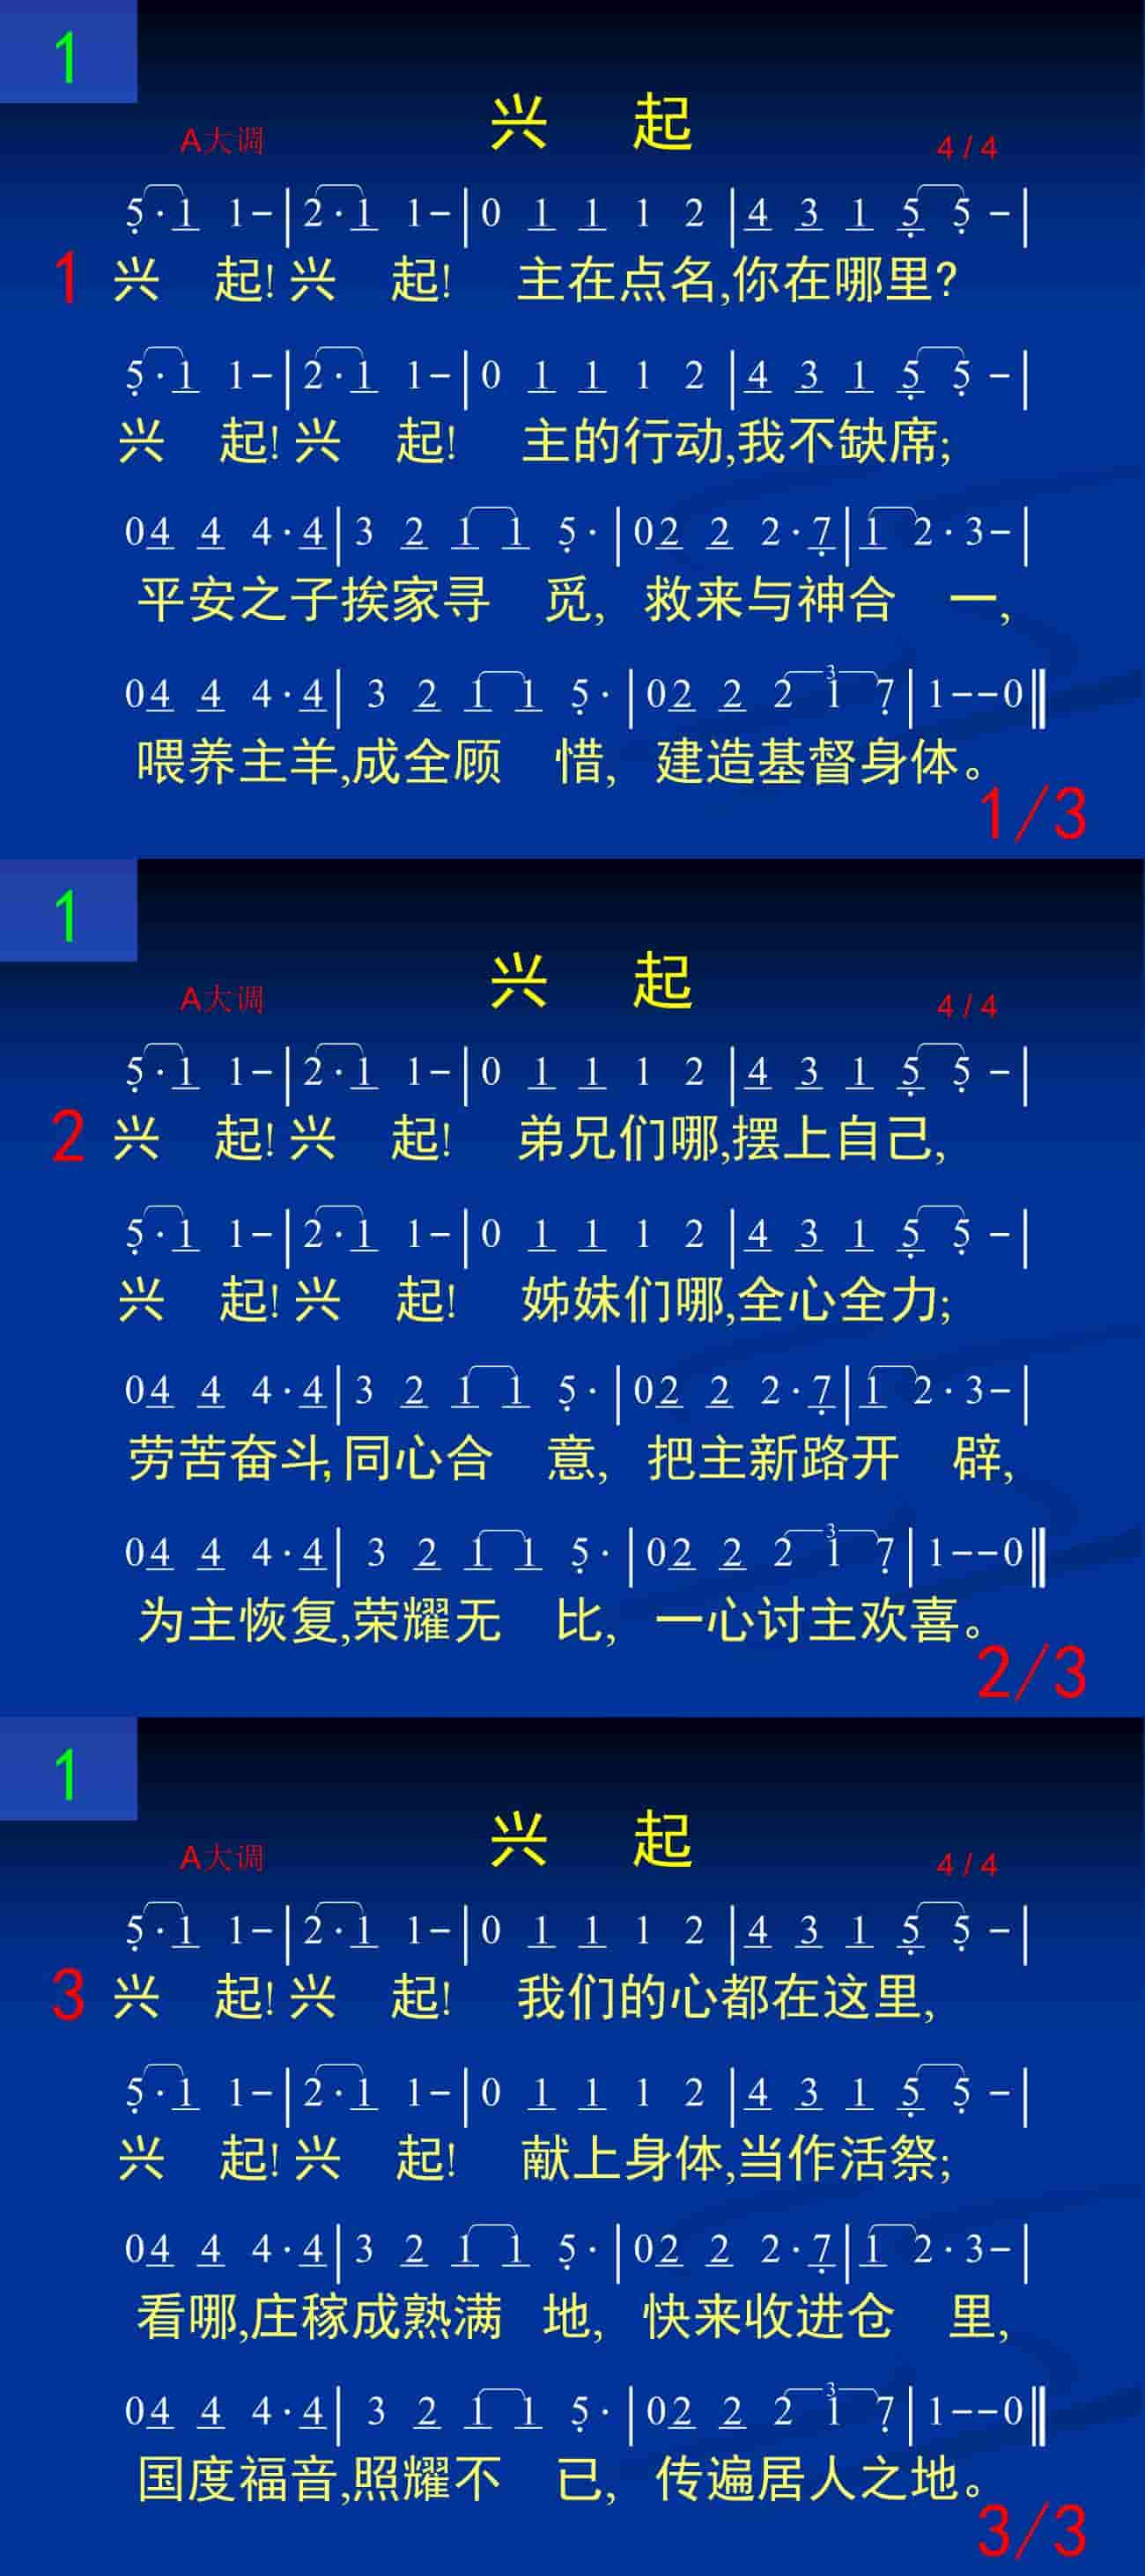 1
兴 起
A大调 4/4
5·1 1-|2·1 1-|0 1 1 1 2|4 3 1 5 5 -|
1 兴 起! 兴 起! 主在点名,你在哪里?
5·1 1-|2·1 1-|0 1 1 1 2|4 3 1 5 5 -|
兴 起! 兴 起! 主的行动,我不缺席;
04 4 4·4|3 2 1 1 5·|02 2 2·7|1 2·3-|
平安之子挨家寻 觅, 救来与神合 一,
04 4 4·4| 3 2 1 1 5·|02 2 2 3 1 7|1--0‖
喂养主羊,成全顾 惜, 建造基督身体。
1/3
1
兴 起
A大调 4/4
5·1 1-|2·1 1-|0 1 1 1 2|4 3 1 5 5 -|
2 兴 起! 兴 起! 弟兄们哪,摆上自己,
5·1 1-|2·1 1-|0 1 1 1 2|4 3 1 5 5 -|
兴 起! 兴 起! 姊妹们哪,全心全力;
04 4 4·4|3 2 1 1 5·|02 2 2·7|1 2·3-|
劳苦奋斗,同心合 意, 把主新路开 辟,
04 4 4·4| 3 2 1 1 5·|02 2 2 3 1 7|1--0‖
为主恢复,荣耀无 比, 一心讨主欢喜。
2/3
1
兴 起
A大调 4/4
5·1 1-|2·1 1-|0 1 1 1 2|4 3 1 5 5 -|
3 兴 起! 兴 起! 我们的心都在这里,
5·1 1-|2·1 1-|0 1 1 1 2|4 3 1 5 5 -|
兴 起! 兴 起! 献上身体,当作活祭;
04 4 4·4|3 2 1 1 5·|02 2 2·7|1 2·3-|
看哪,庄稼成熟满 地, 快来收进仓 里,
04 4 4·4| 3 2 1 1 5·|02 2 2 3 1 7|1--0‖
国度福音,照耀不 已, 传遍居人之地。
3/3